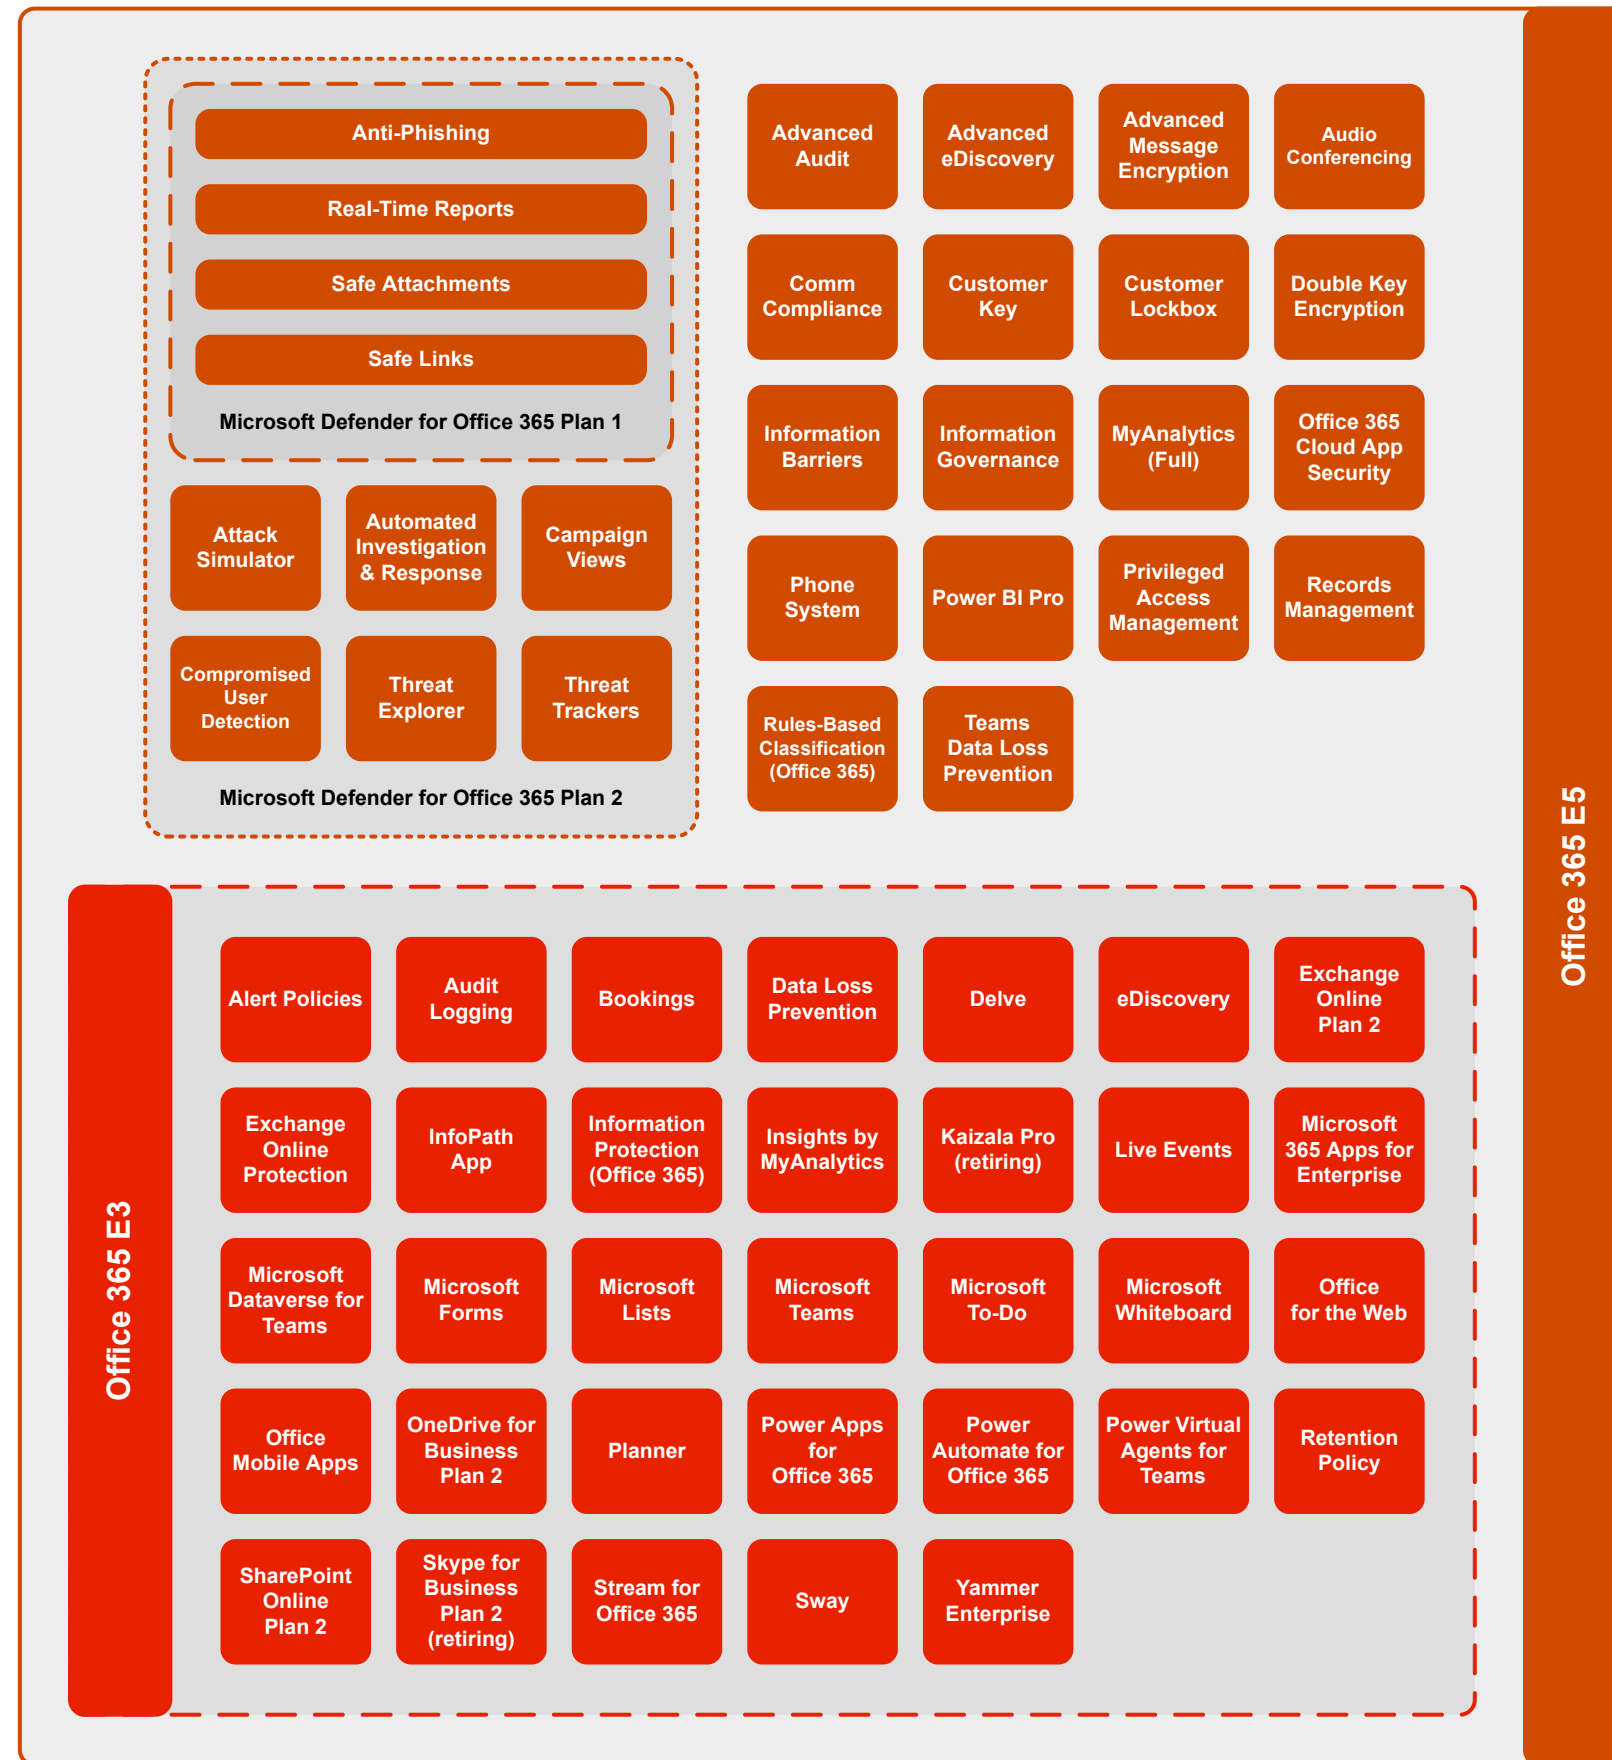 Anti-Phishing
Real-Time Reports
Safe Attachments
Safe Links
Microsoft Defender for Office 365 Plan 1
Attack
Simulator
Automated
Investigation
& Response
Campaign
Views
Compromised
User
Detection
Threat
Explorer
Threat
Trackers
Microsoft Defender for Office 365 Plan 2
Advanced
Audit
Advanced
eDiscovery
Advanced
Message
Encryption
Audio
Conferencing
Comm
Compliance
Customer
Key
Customer
Lockbox
Double Key
Encryption
Information
Barriers
Information
Governance
MyAnalytics
(Full)
Office 365
Cloud App
Security
Phone
System
Power BI Pro
Privileged
Access
Management
Records
Management
Rules-Based
Classification
(Office 365)
Teams
Data Loss
Prevention
Office 365 E5
Office 365 E3
Alert Policies
Audit
Logging
Bookings
Data Loss
Prevention
Delve
eDiscovery
Exchange
Online
Plan 2
Exchange
Online
Protection
InfoPath
App
Information
Protection
(Office 365)
Insights by
MyAnalytics
Kaizala Pro
(retiring)
Live Events
Microsoft
365 Apps for
Enterprise
Microsoft
Dataverse for
Teams
Microsoft
Forms
Microsoft
Lists
Microsoft
Teams
Microsoft
To-Do
Microsoft
Whiteboard
Office
for the Web
Office
Mobile Apps
OneDrive for
Business
Plan 2
Planner
Power Apps
for
Office 365
Power
Automate for
Office 365
Power Virtual
Agents for
Teams
Retention
Policy
SharePoint
Online
Plan 2
Skype for
Business
Plan 2
(retiring)
Stream for
Office 365
Sway
Yammer
Enterprise